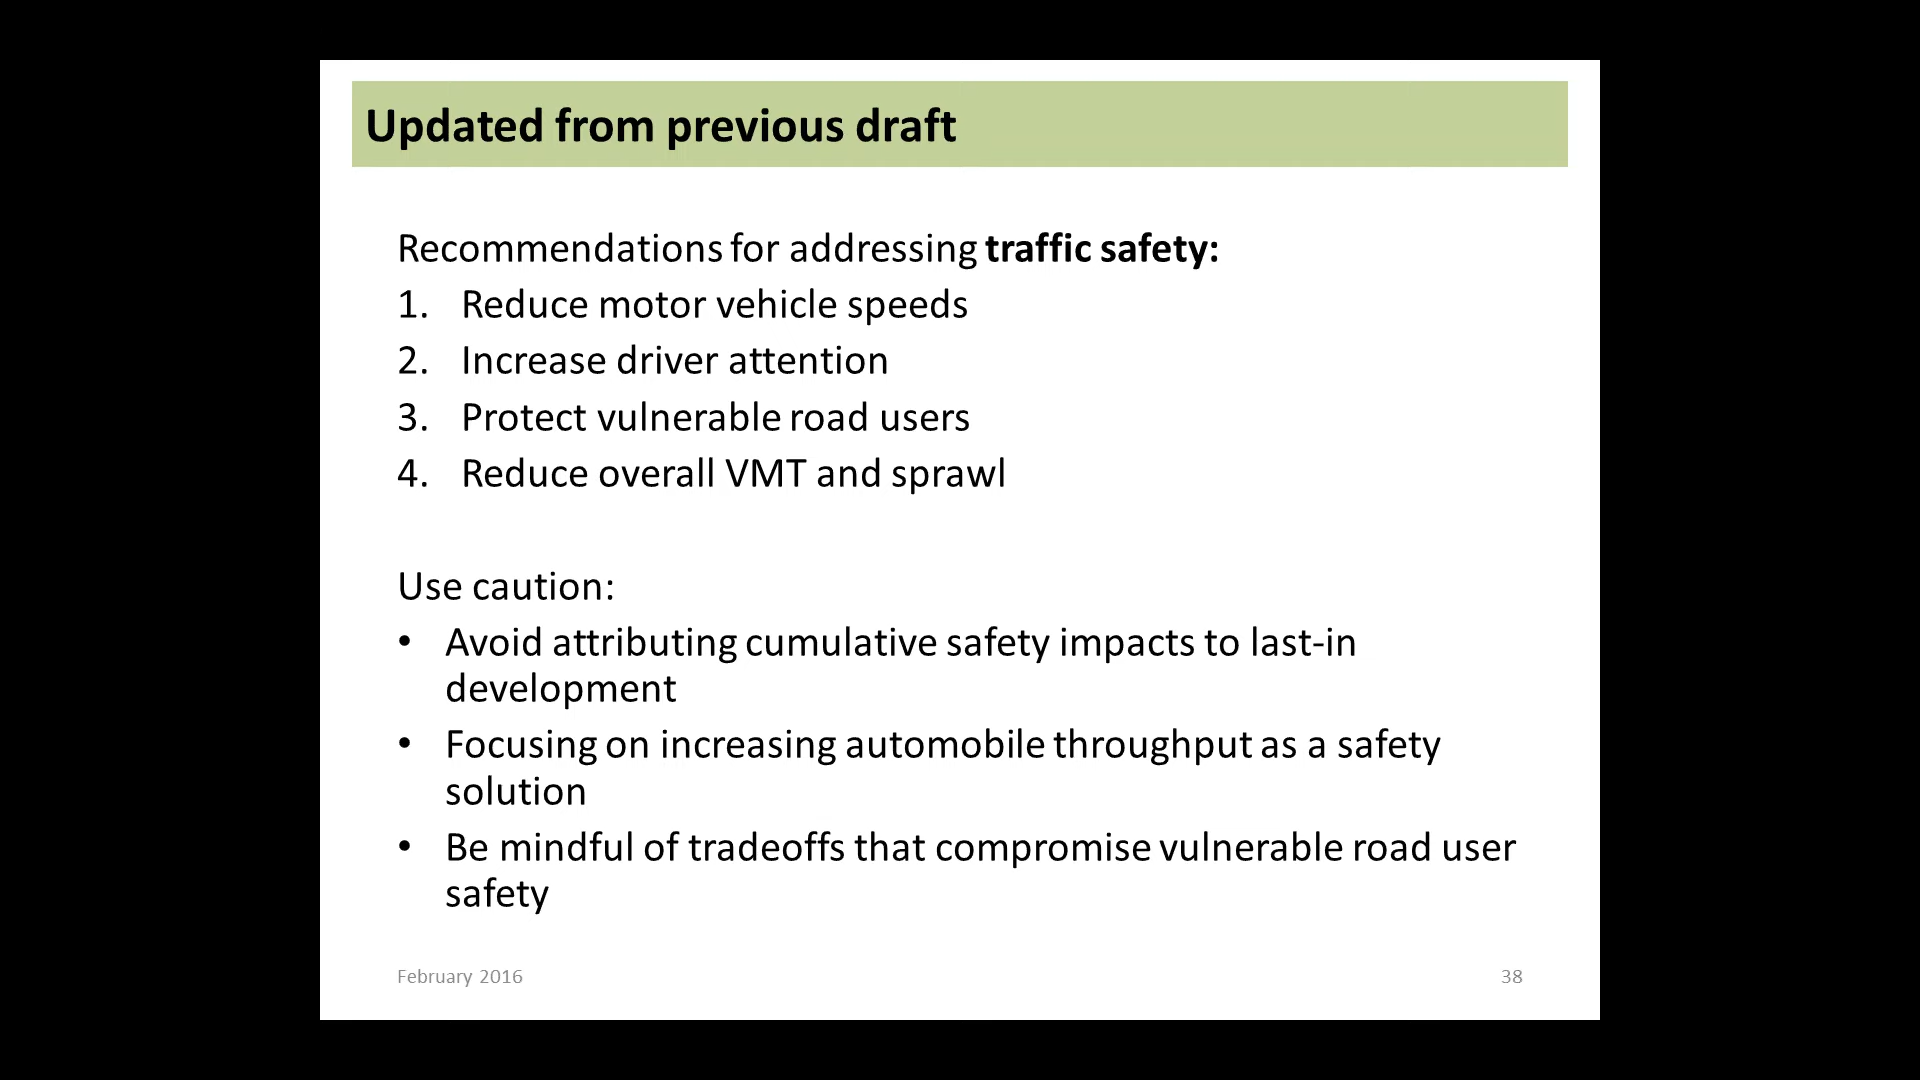 Updated from previous draft
Recommendations for addressing traffic safety:
1. Reduce motor vehicle speeds
2. Increase driver attention
3. Protect vulnerable road users
4. Reduce overall VMT and sprawl
Use caution:
• Avoid attributing cumulative safety impacts to last-in
development
• Focusing on increasing automobile throughput as a safety
solution
• Be mindful of tradeoffs that compromise vulnerable road user
safety
February 2016
38